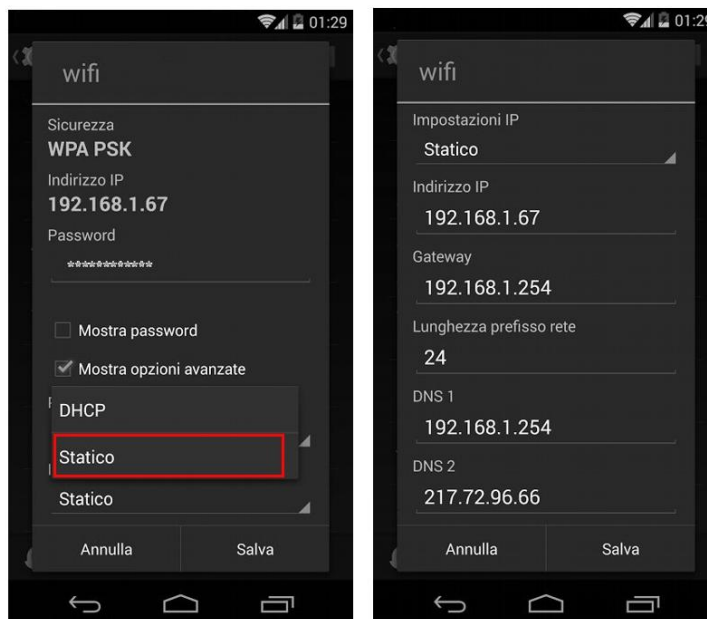 01:29
wifi
Sicurezza
WPA PSK
Indirizzo IP
192.168.1.67
Password
************
Mostra password
Mostra opzioni avanzate
DHCP
Statico
Statico
Annulla
Salva
01:29
wifi
Impostazioni IP
Statico
Indirizzo IP
192.168.1.67
Gateway
192.168.1.254
Lunghezza prefisso rete
24
DNS 1
192.168.1.254
DNS 2
217.72.96.66
Annulla
Salva